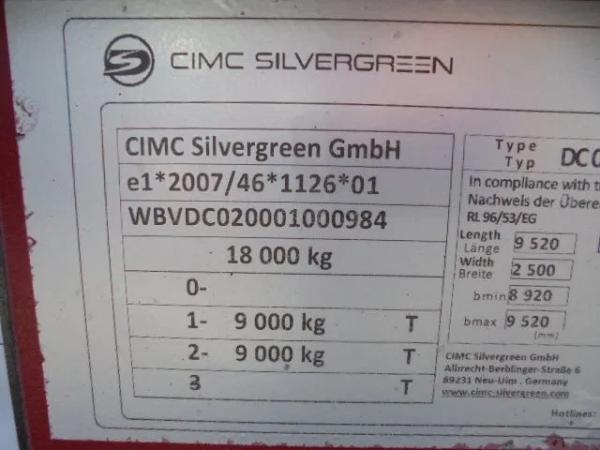 CIMC SILVERGREEN
CIMC Silvergreen GmbH
e1*2007/46*1126*01
WBVDC020001000984
18 000 kg
0-
1- 9 000 kg T
2- 9 000 kg T
3 T
Type
Typ DC0
In compliance with t
Nachweis der Übere
RL 96/53/EG
Length
Länge 9 520
Width
Breite 2 500
bmin 8 920
bmax 9 520
(mm)
CIMC Silvergreen GmbH
Albrecht-Berblinger-Straße 6
89231 Neu-Ulm . Germany
www.cimc-silvergreen.com
Hotlines: